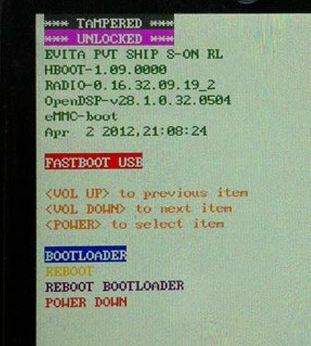 *** TAMPERED ***
*** UNLOCKED ***
EVITA PVT SHIP S-ON RL
HBOOT-1.09.0000
RADIO-0.16.32.09.19_2
OpenDSP-v28.1.0.32.0504
eMMC-boot
Apr 2 2012,21:08:24
FASTBOOT USB
<VOL UP> to previous item
<VOL DOWN> to next item
<POWER> to select item
BOOTLOADER
REBOOT
REBOOT BOOTLOADER
POWER DOWN